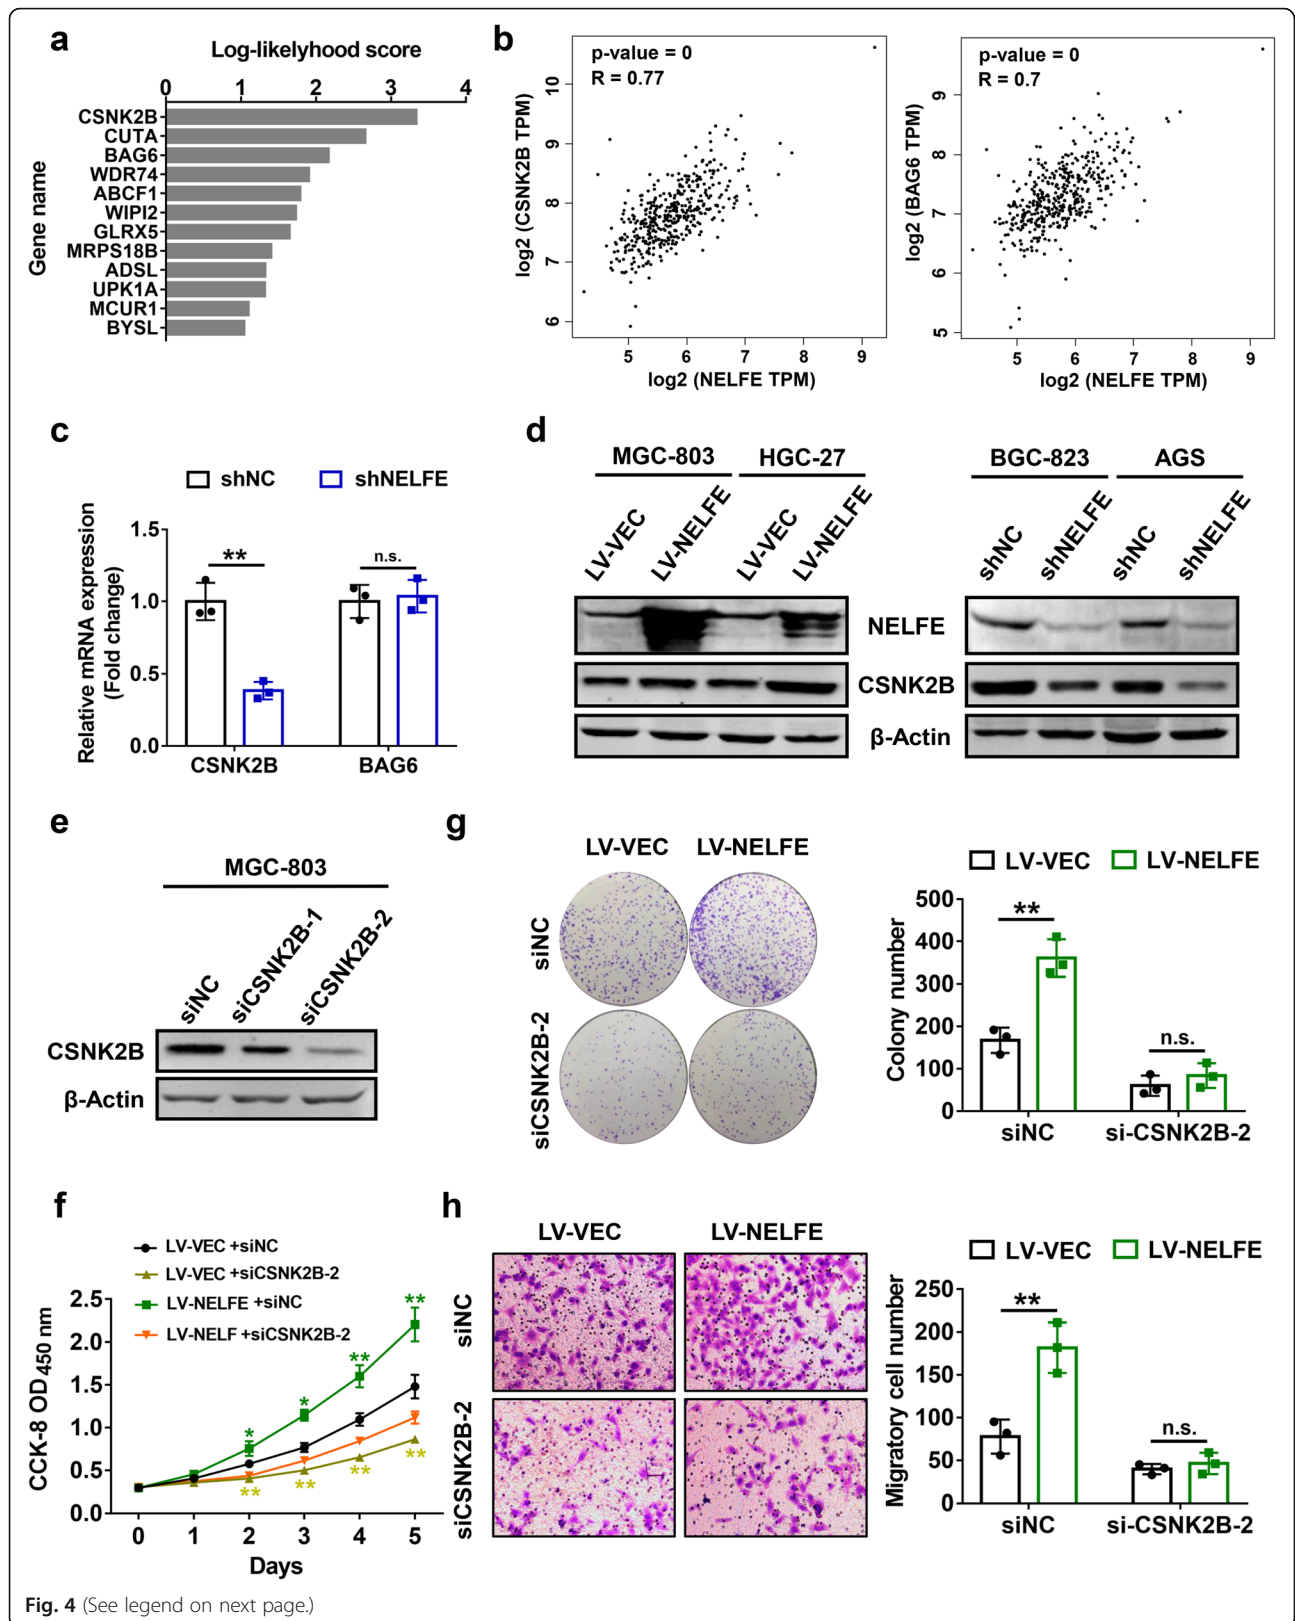 a
Log-likelyhood score
0 1 2 3 4
Gene name
CSNK2B
CUTA
BAG6
WDR74
ABCF1
WIPI2
GLRX5
MRPS18B
ADSL
UPK1A
MCUR1
BYSL
b
p-value = 0
R = 0.77
log2 (CSNK2B TPM)
10
9
8
7
6
5 6 7 8 9
log2 (NELFE TPM)
p-value = 0
R = 0.7
log2 (BAG6 TPM)
9
8
7
6
5
5 6 7 8 9
log2 (NELFE TPM)
c
shNC shNELFE
Relative mRNA expression
(Fold change)
1.5
1.0
0.5
0.0
**
n.s.
CSNK2B BAG6
d
MGC-803 HGC-27
LV-VEC LV-NELFE LV-VEC LV-NELFE
BGC-823 AGS
shNC shNELFE shNC shNELFE
NELFE
CSNK2B
β-Actin
e
MGC-803
siNC siCSNK2B-1 siCSNK2B-2
CSNK2B
β-Actin
g
LV-VEC LV-NELFE
siNC
siCSNK2B-2
LV-VEC LV-NELFE
Colony number
500
400
300
200
100
0
**
n.s.
siNC si-CSNK2B-2
f
LV-VEC +siNC
LV-VEC +siCSNK2B-2
LV-NELFE +siNC
LV-NELF +siCSNK2B-2
CCK-8 OD450 nm
2.5
2.0
1.5
1.0
0.5
0.0
* * ** **
** ** ** **
0 1 2 3 4 5
Days
h
LV-VEC LV-NELFE
siNC
siCSNK2B-2
LV-VEC LV-NELFE
Migratory cell number
250
200
150
100
50
0
**
n.s.
siNC si-CSNK2B-2
Fig. 4 (See legend on next page.)